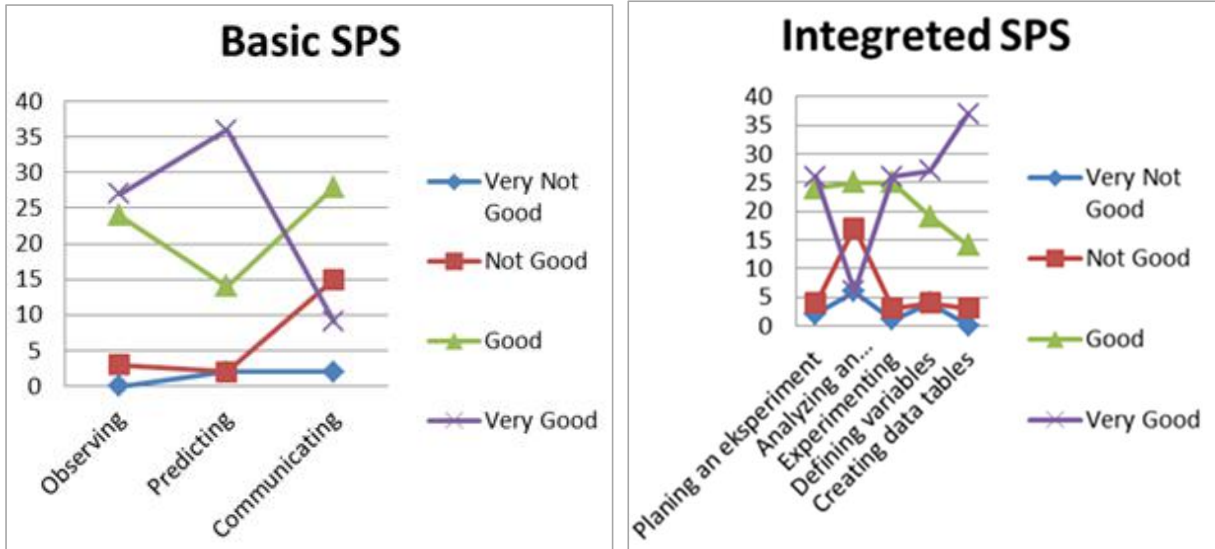 Basic SPS
40
35
30
25
20
15
10
5
0
Observing
Predicting
Communicating
Very Not
Good
Not Good
Good
Very Good
Integreted SPS
40
35
30
25
20
15
10
5
0
Planing an eksperiment
Analyzing an...
Experimenting
Defining variables
Creating data tables
Very Not
Good
Not Good
Good
Very Good